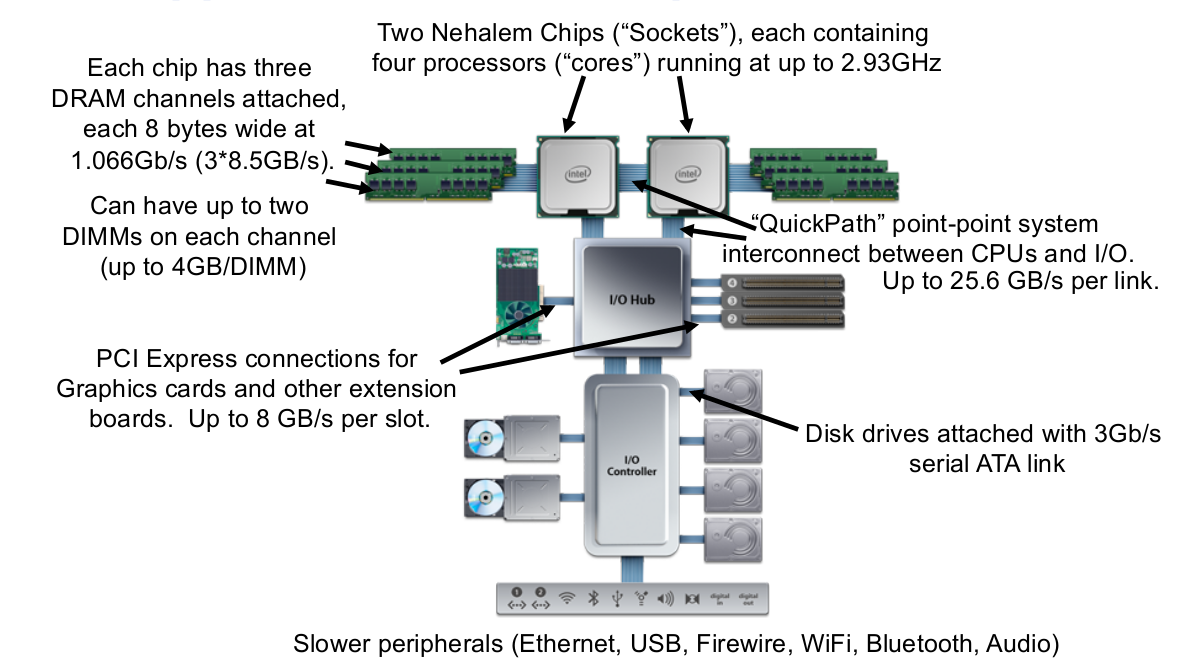 Two Nehalem Chips (“Sockets”), each containing
four processors (“cores”) running at up to 2.93GHz
Each chip has three
DRAM channels attached,
each 8 bytes wide at
1.066Gb/s (3*8.5GB/s).
Can have up to two
DIMMs on each channel
(up to 4GB/DIMM)
intel
intel
“QuickPath” point-point system
interconnect between CPUs and I/O.
Up to 25.6 GB/s per link.
I/O Hub
4
3
2
PCI Express connections for
Graphics cards and other extension
boards. Up to 8 GB/s per slot.
Disk drives attached with 3Gb/s
serial ATA link
I/O
Controller
1 2
digital
in
digital
out
Slower peripherals (Ethernet, USB, Firewire, WiFi, Bluetooth, Audio)